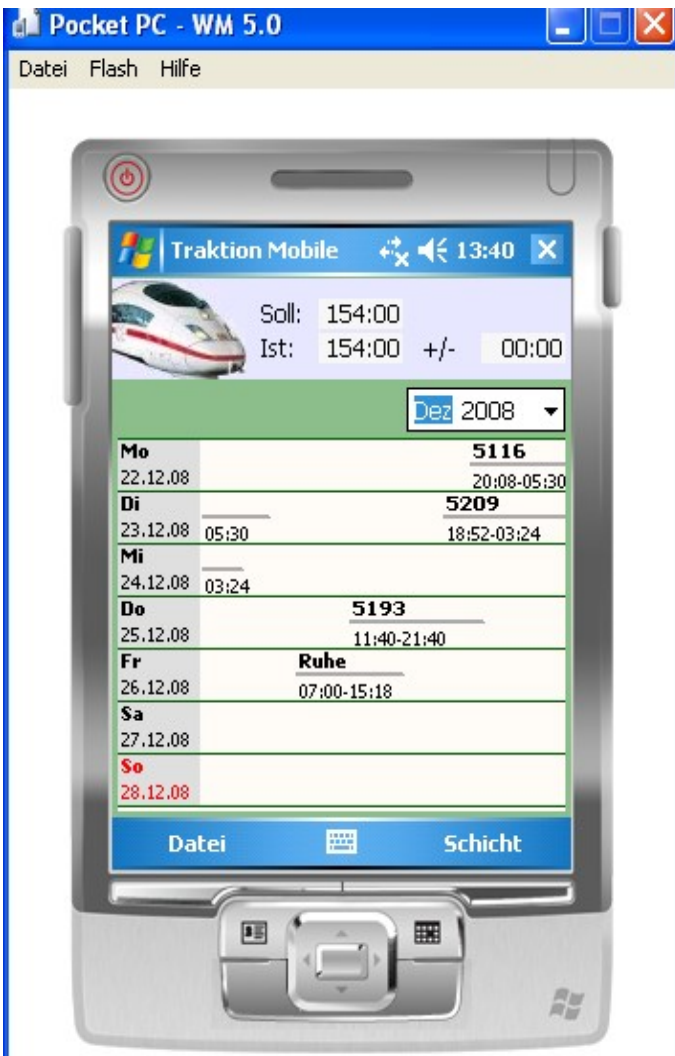 Pocket PC - WM 5.0
Datei Flash Hilfe
Traktion Mobile 13:40
Soll: 154:00
Ist: 154:00 +/- 00:00
Dez 2008
Mo 5116
22.12.08 20:08-05:30
Di 5209
23.12.08 05:30 18:52-03:24
Mi
24.12.08 03:24
Do 5193
25.12.08 11:40-21:40
Fr Ruhe
26.12.08 07:00-15:18
Sa
27.12.08
So
28.12.08
Datei Schicht